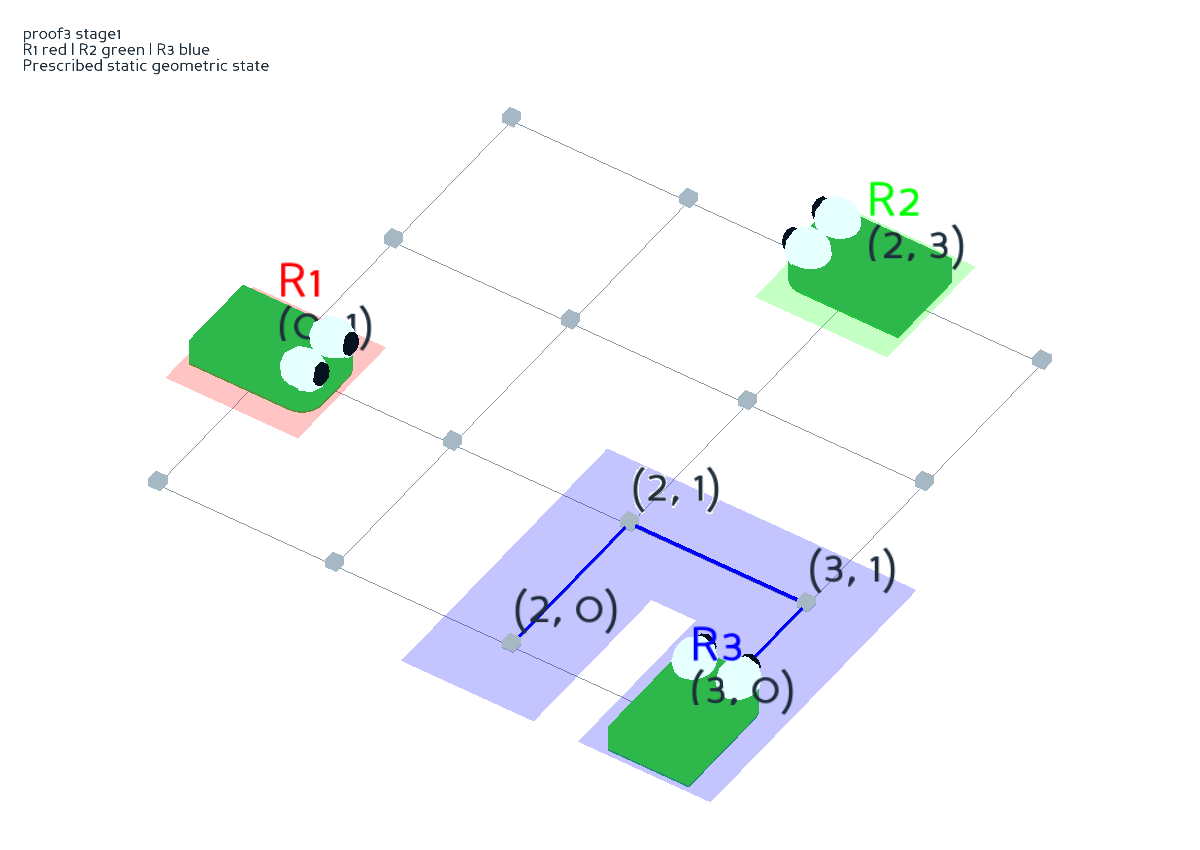 proof3 stage1
R1 red | R2 green | R3 blue
Prescribed static geometric state
R2
(2, 3)
R1
(2, 1)
(3, 1)
(2, 0)
R3
(3, 0)